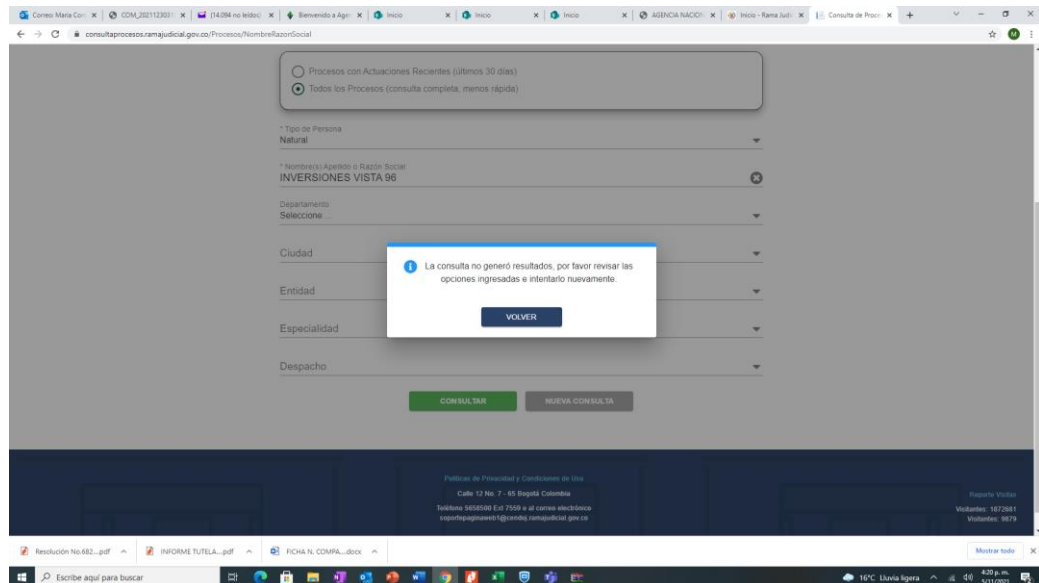 Correo: Maria Con
COM_2021123031
(14.094 no leídos)
Bienvenido a Agen
Inicio
Inicio
Inicio
AGENCIA NACION
Inicio - Rama Judi
Consulta de Proce
consultaprocesos.ramajudicial.gov.co/Procesos/NombreRazonSocial
M
Procesos con Actuaciones Recientes (últimos 30 días)
Todos los Procesos (consulta completa, menos rápida)
* Tipo de Persona
Natural
* Nombre(s) Apellido o Razón Social
INVERSIONES VISTA 96
Departamento
Seleccione ...
Ciudad
Entidad
Especialidad
Despacho
La consulta no generó resultados, por favor revisar las
opciones ingresadas e intentarlo nuevamente.
VOLVER
CONSULTAR
NUEVA CONSULTA
Políticas de Privacidad y Condiciones de Uso
Calle 12 No. 7 - 65 Bogotá Colombia
Teléfono 5658500 Ext 7559 o al correo electrónico
soportepaginaweb1@cendoj.ramajudicial.gov.co
Reporte Visitas
Visitantes: 1872681
Visitantes: 9879
Resolución No.682....pdf
INFORME TUTELA....pdf
FICHA N. COMPA....docx
Mostrar todo
Escribe aquí para buscar
16°C Lluvia ligera
4:20 p. m.
5/11/2021